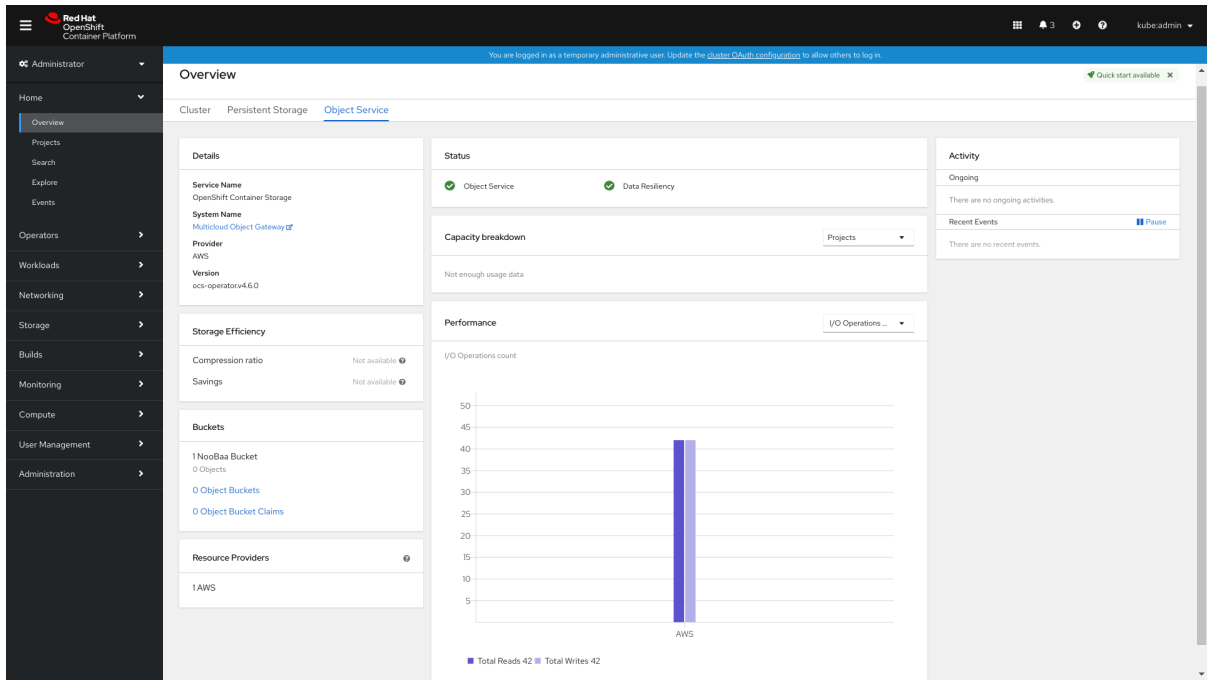 Red Hat
OpenShift
Container Platform
3
kube:admin
You are logged in as a temporary administrative user. Update the cluster OAuth configuration to allow others to log in.
Administrator
Home
Overview
Projects
Search
Explore
Events
Operators
Workloads
Networking
Storage
Builds
Monitoring
Compute
User Management
Administration
Overview
Quick start available
Cluster
Persistent Storage
Object Service
Details
Service Name
OpenShift Container Storage
System Name
Multicloud Object Gateway
Provider
AWS
Version
ocs-operator.v4.6.0
Storage Efficiency
Compression ratio
Not available
Savings
Not available
Buckets
1 NooBaa Bucket
0 Objects
0 Object Buckets
0 Object Bucket Claims
Resource Providers
1 AWS
Status
Object Service
Data Resiliency
Capacity breakdown
Projects
Not enough usage data
Performance
I/O Operations ...
I/O Operations count
50
45
40
35
30
25
20
15
10
5
AWS
Total Reads 42
Total Writes 42
Activity
Ongoing
There are no ongoing activities.
Recent Events
Pause
There are no recent events.